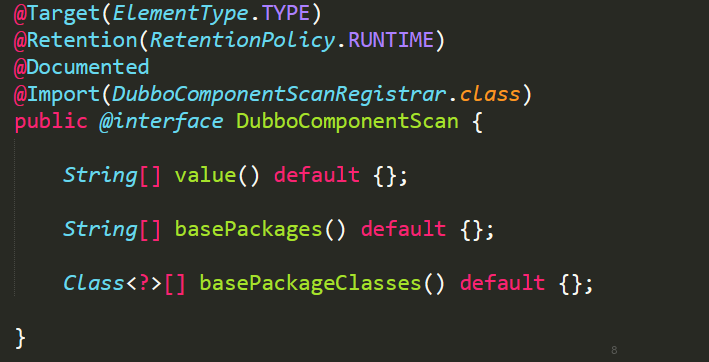 @Target(ElementType.TYPE)
@Retention(RetentionPolicy.RUNTIME)
@Documented
@Import(DubboComponentScanRegistrar.class)
public @interface DubboComponentScan {
String[] value() default {};
String[] basePackages() default {};
Class<?>[] basePackageClasses() default {};
}
8